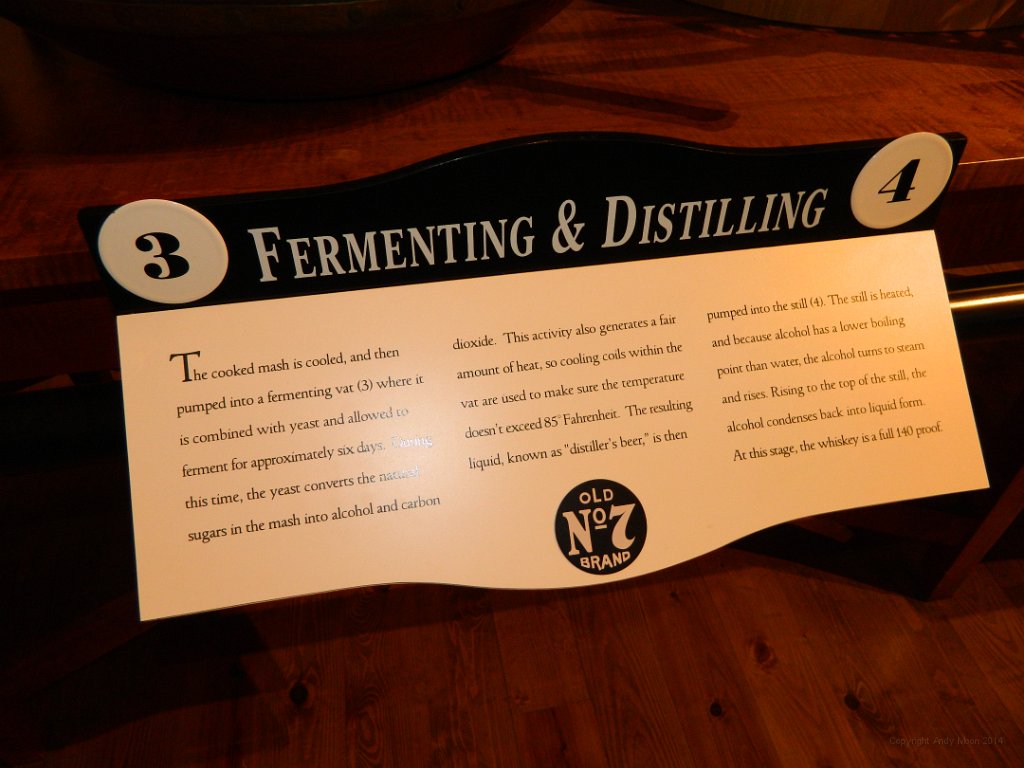 3 FERMENTING & DISTILLING 4
The cooked mash is cooled, and then
pumped into a fermenting vat (3) where it
is combined with yeast and allowed to
ferment for approximately six days. During
this time, the yeast converts the natural
sugars in the mash into alcohol and carbon
dioxide. This activity also generates a fair
amount of heat, so cooling coils within the
vat are used to make sure the temperature
doesn't exceed 85° Fahrenheit. The resulting
liquid, known as "distiller's beer," is then
pumped into the still (4). The still is heated,
and because alcohol has a lower boiling
point than water, the alcohol turns to steam
and rises. Rising to the top of the still, the
alcohol condenses back into liquid form.
At this stage, the whiskey is a full 140 proof.
OLD
No7
BRAND
Copyright Andy Moon 2014